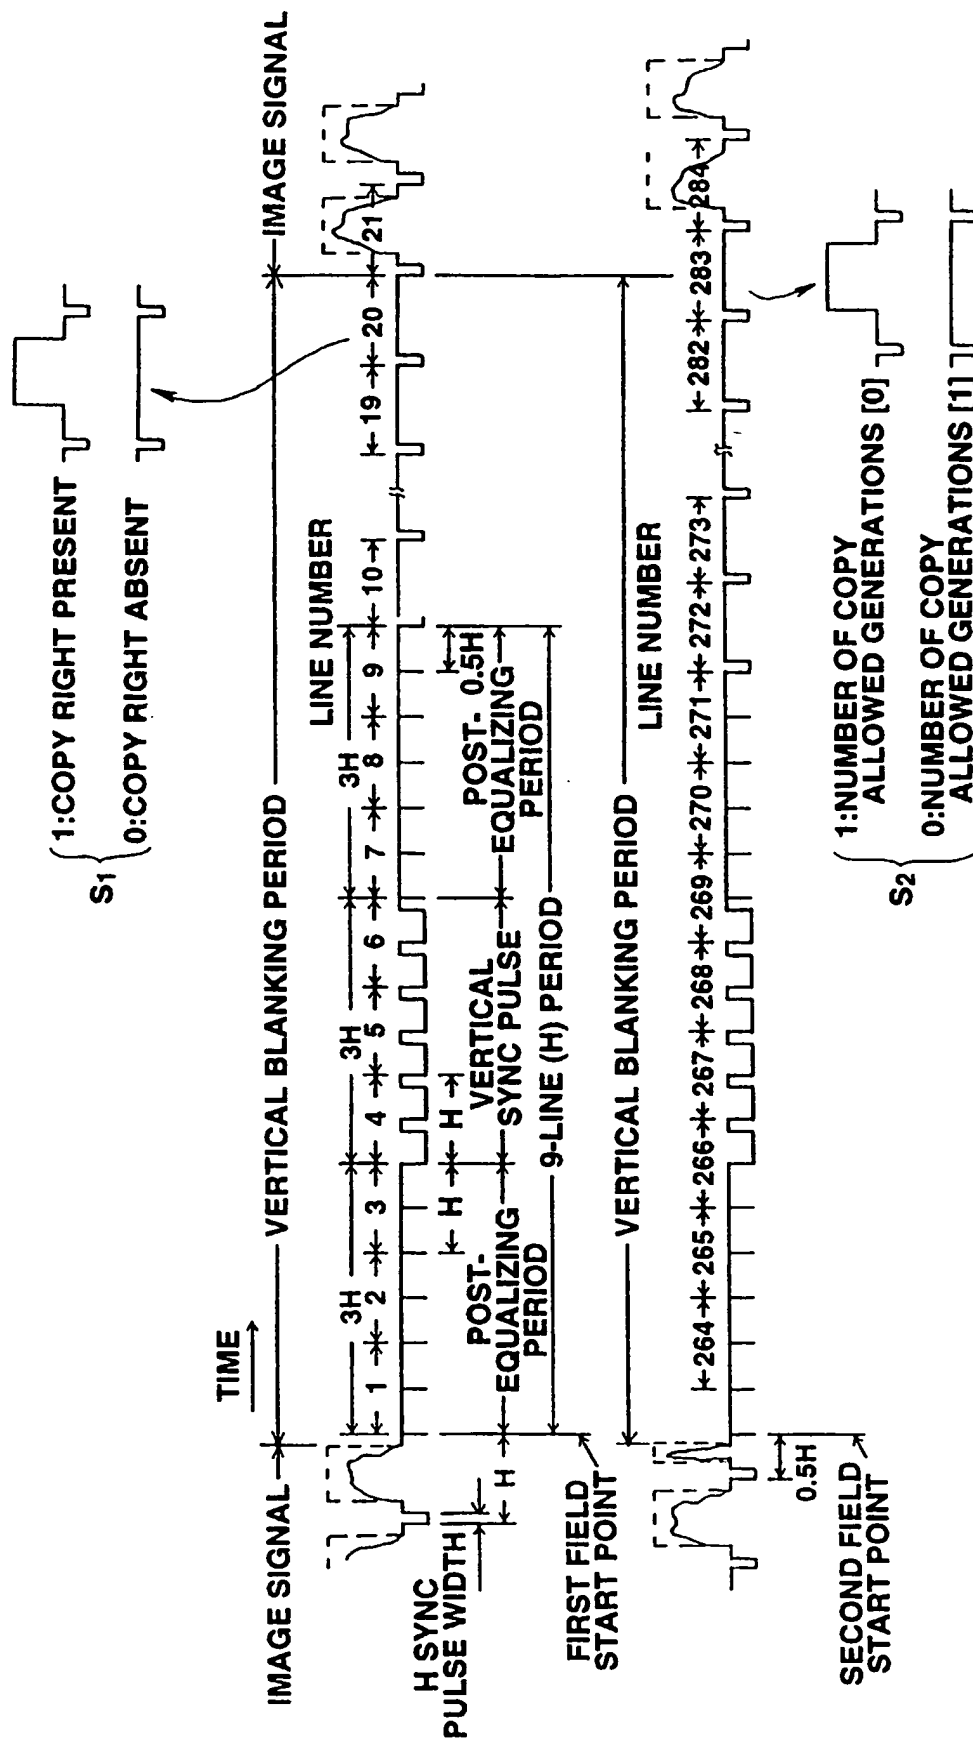 S1
1:COPY RIGHT PRESENT
0:COPY RIGHT ABSENT
TIME
IMAGE SIGNAL
VERTICAL BLANKING PERIOD
IMAGE SIGNAL
LINE NUMBER
3H
3H
3H
1 2 3 4 5 6 7 8 9 10 19 20 21
H SYNC
PULSE WIDTH
H
H
H
0.5H
POST-
EQUALIZING
PERIOD
VERTICAL
SYNC PULSE
POST-
EQUALIZING
PERIOD
9-LINE (H) PERIOD
FIRST FIELD
START POINT
VERTICAL BLANKING PERIOD
LINE NUMBER
264 265 266 267 268 269 270 271 272 273 282 283 284
0.5H
SECOND FIELD
START POINT
S2
1:NUMBER OF COPY
ALLOWED GENERATIONS [0]
0:NUMBER OF COPY
ALLOWED GENERATIONS [1]